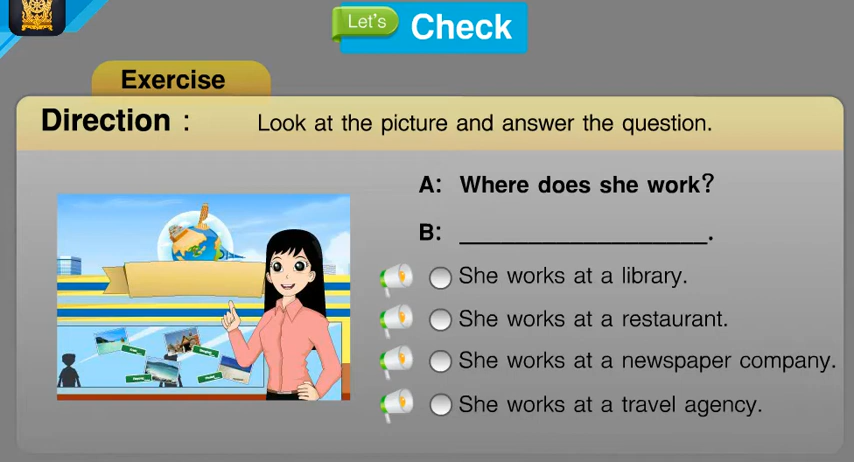 Let's Check
Exercise
Direction : Look at the picture and answer the question.
A: Where does she work?
B: ____________________.
She works at a library.
She works at a restaurant.
She works at a newspaper company.
She works at a travel agency.